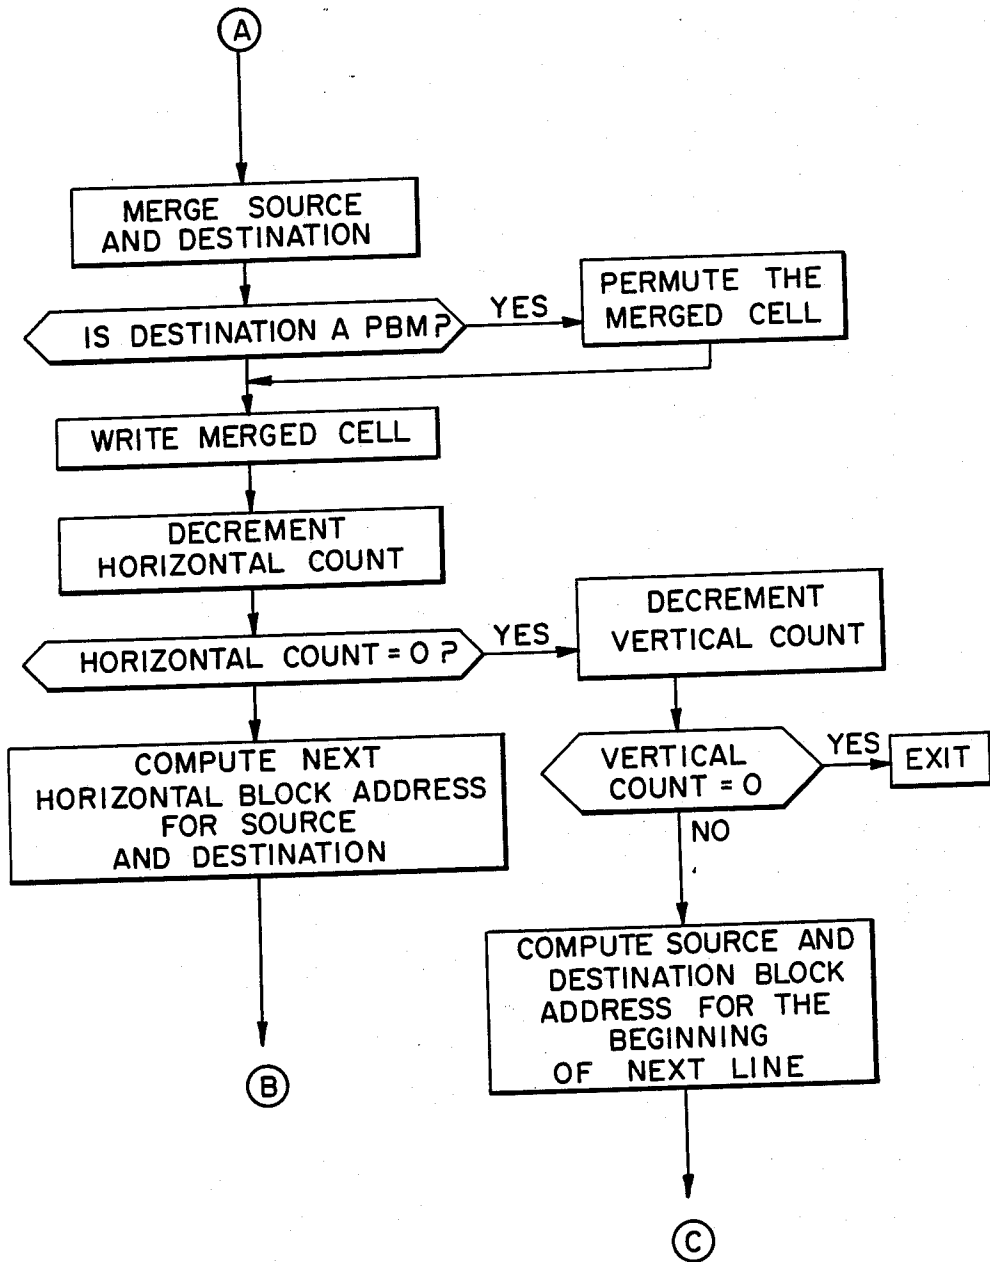 A
MERGE SOURCE
AND DESTINATION
IS DESTINATION A PBM?
YES
PERMUTE THE
MERGED CELL
WRITE MERGED CELL
DECREMENT
HORIZONTAL COUNT
HORIZONTAL COUNT = 0 ?
YES
DECREMENT
VERTICAL COUNT
COMPUTE NEXT
HORIZONTAL BLOCK ADDRESS
FOR SOURCE
AND DESTINATION
VERTICAL
COUNT = 0
YES
EXIT
NO
COMPUTE SOURCE AND
DESTINATION BLOCK
ADDRESS FOR THE
BEGINNING
OF NEXT LINE
B
C